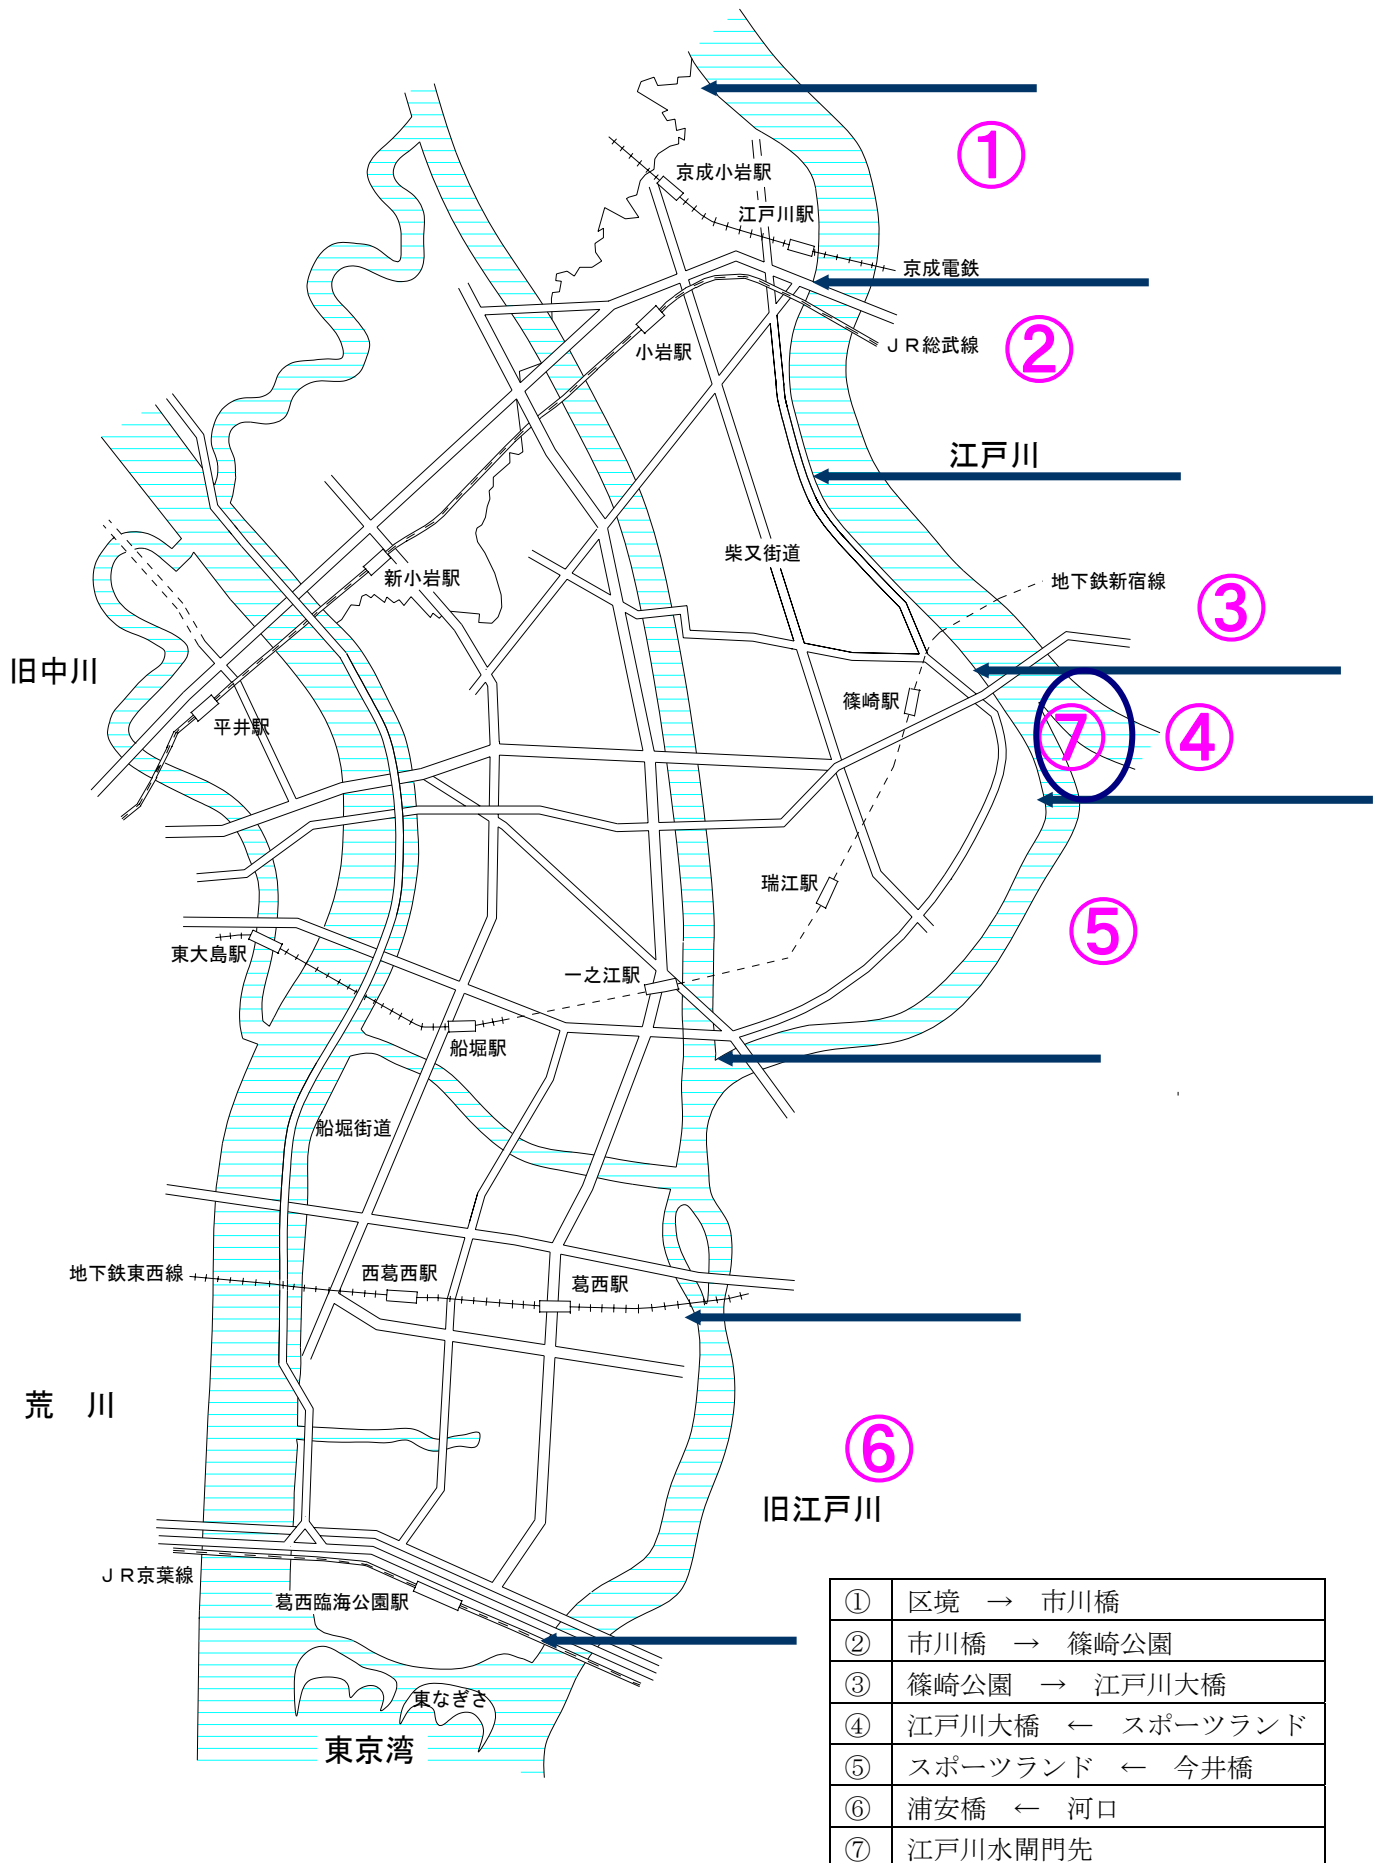 ①
京成小岩駅
江戸川駅
京成電鉄
ＪＲ総武線
②
小岩駅
江戸川
柴又街道
新小岩駅
地下鉄新宿線
③
旧中川
篠崎駅
平井駅
⑦
④
瑞江駅
⑤
東大島駅
一之江駅
船堀駅
船堀街道
地下鉄東西線
西葛西駅
葛西駅
荒　川
⑥
旧江戸川
ＪＲ京葉線
葛西臨海公園駅
東なぎさ
東京湾
① 区境　→　市川橋
② 市川橋　→　篠崎公園
③ 篠崎公園　→　江戸川大橋
④ 江戸川大橋　←　スポーツランド
⑤ スポーツランド　←　今井橋
⑥ 浦安橋　←　河口
⑦ 江戸川水閘門先